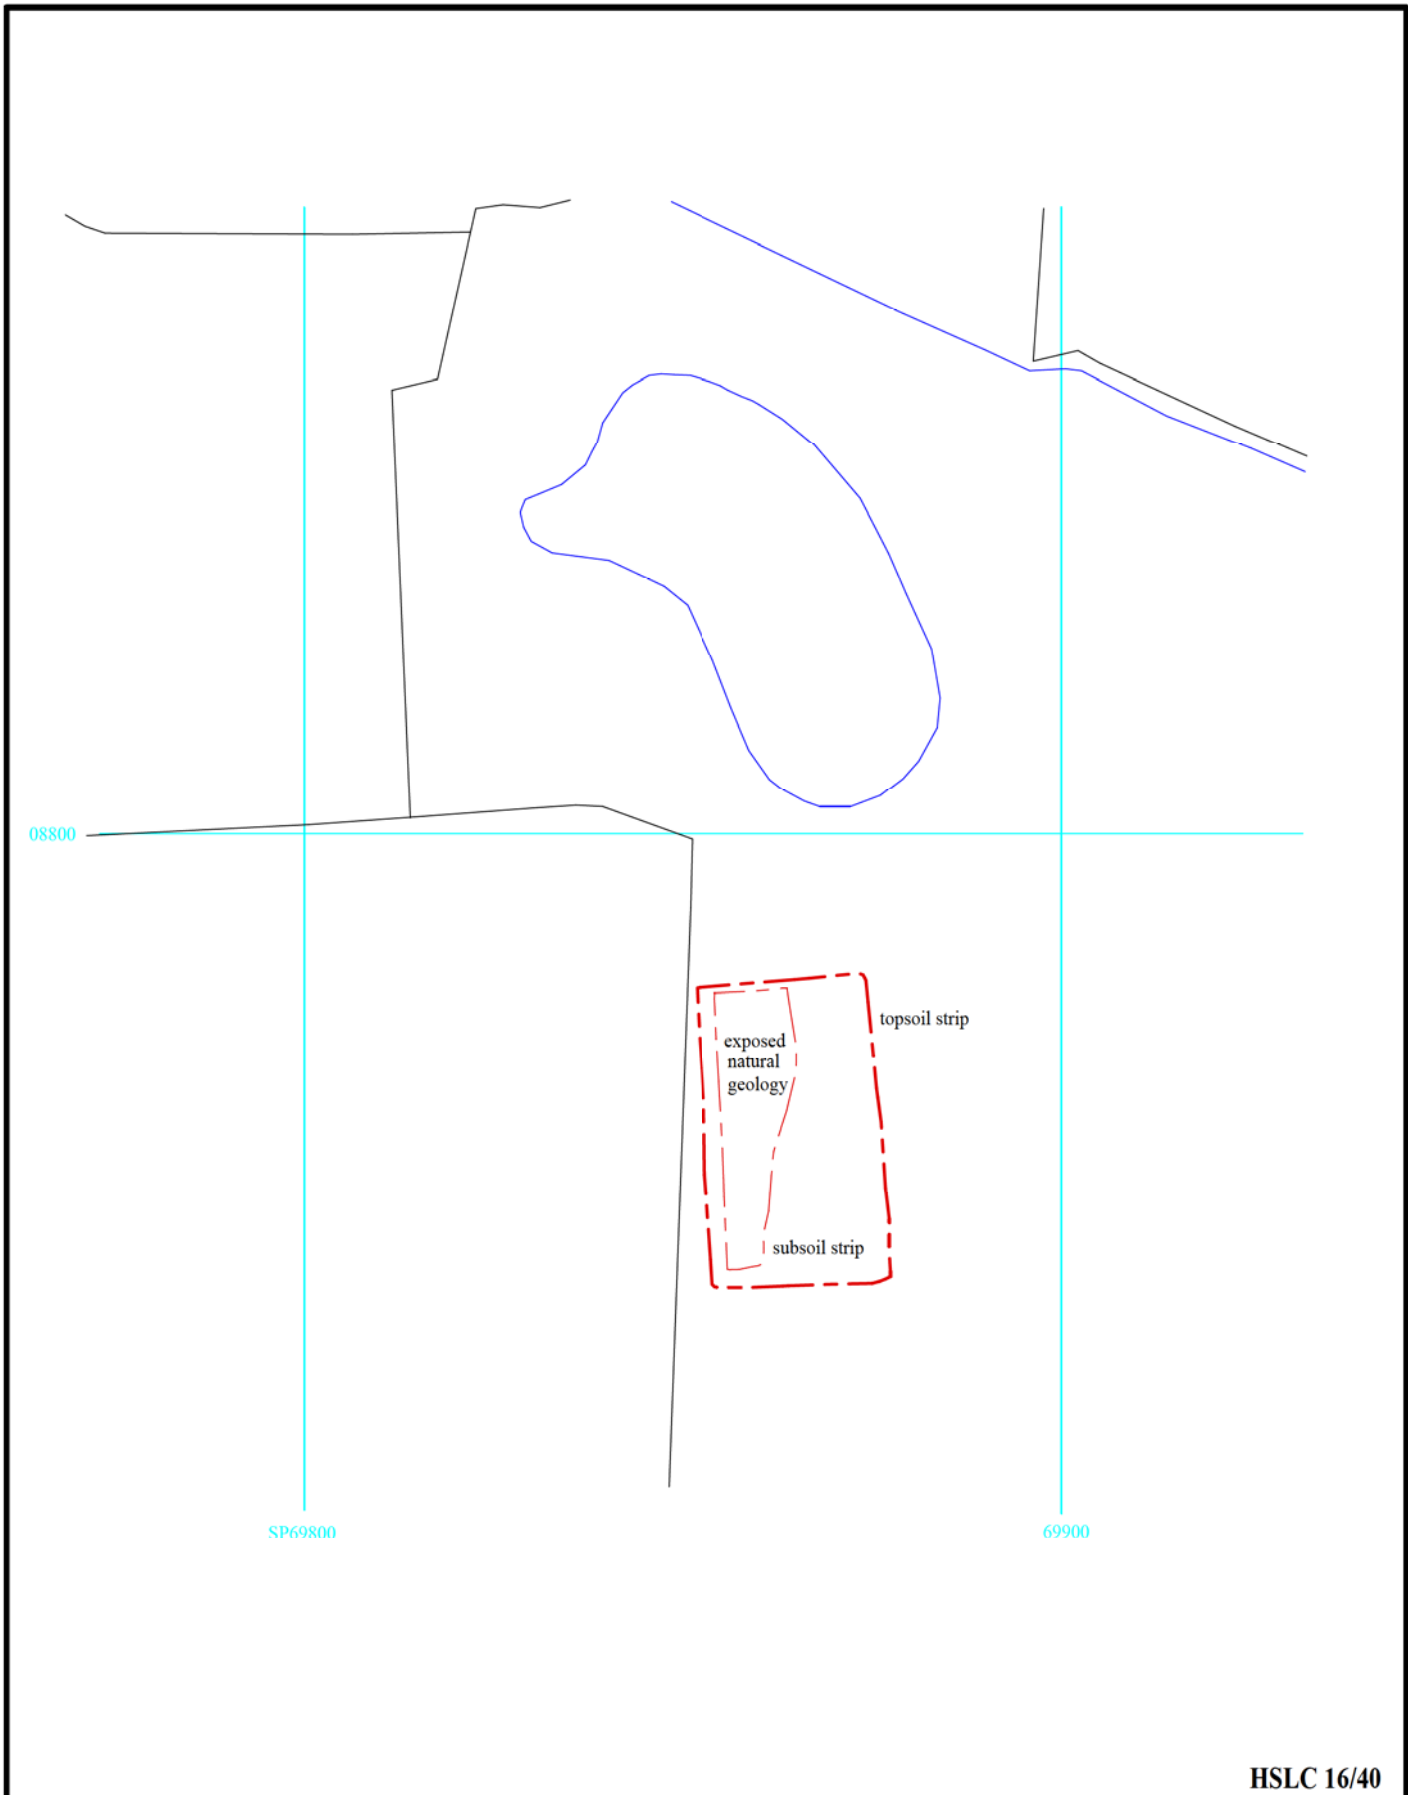 08800
topsoil strip
exposed
natural
geology
subsoil strip
SP69800
69900
HSLC 16/40